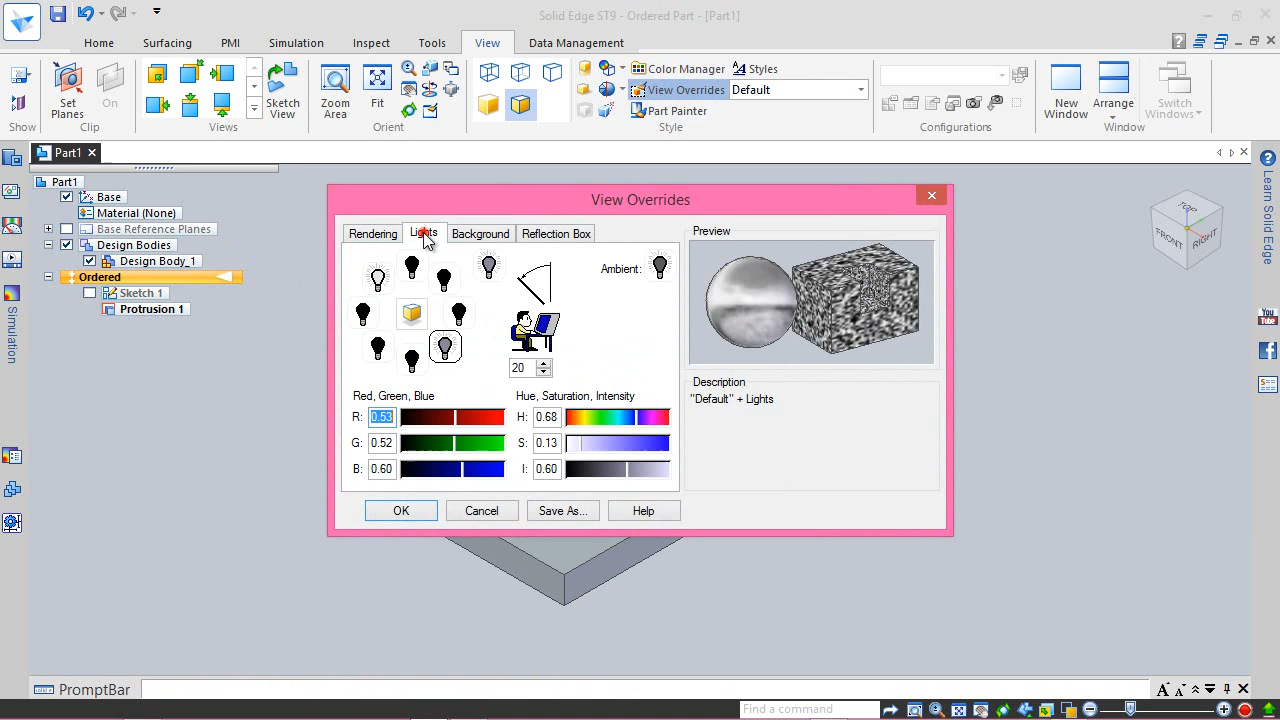 Solid Edge ST9 - Ordered Part - [Part1]
Home Surfacing PMI Simulation Inspect Tools View Data Management
Color Manager Styles
View Overrides Default
Part Painter
Set Planes On
Sketch View
Zoom Area Fit
New Window Arrange Switch Windows
Show Clip Views Orient Style Configurations Window
Part1
Part1
Base
Material (None)
Base Reference Planes
Design Bodies
Design Body_1
Ordered
Sketch 1
Protrusion 1
Simulation
View Overrides
Rendering Lights Background Reflection Box
Ambient:
20
Red, Green, Blue Hue, Saturation, Intensity
R: 0.53 H: 0.68
G: 0.52 S: 0.13
B: 0.60 I: 0.60
OK Cancel Save As... Help
Preview
Description
"Default" + Lights
TOP
RIGHT
Learn Solid Edge
You Tube
PromptBar
Find a command